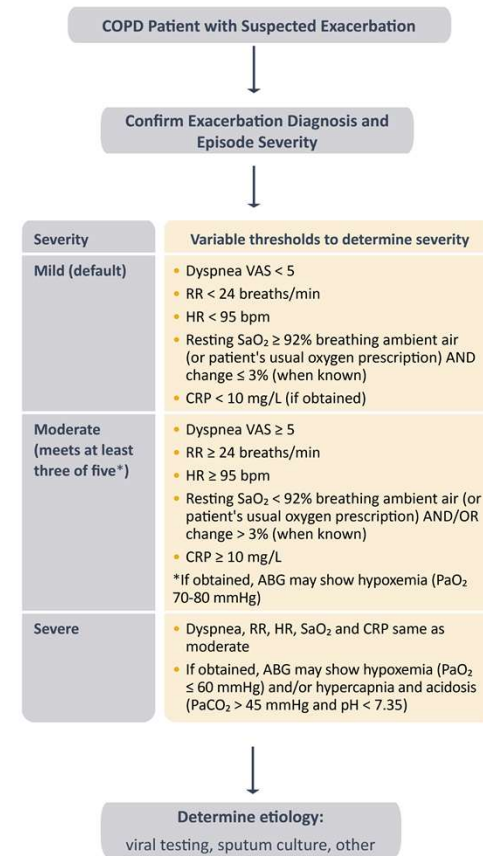 COPD Patient with Suspected Exacerbation
Confirm Exacerbation Diagnosis and
Episode Severity
Severity
Variable thresholds to determine severity
Mild (default)
• Dyspnea VAS < 5
• RR < 24 breaths/min
• HR < 95 bpm
• Resting SaO₂ ≥ 92% breathing ambient air
(or patient's usual oxygen prescription) AND
change ≤ 3% (when known)
• CRP < 10 mg/L (if obtained)
Moderate
(meets at least
three of five*)
• Dyspnea VAS ≥ 5
• RR ≥ 24 breaths/min
• HR ≥ 95 bpm
• Resting SaO₂ < 92% breathing ambient air (or
patient's usual oxygen prescription) AND/OR
change > 3% (when known)
• CRP ≥ 10 mg/L
*If obtained, ABG may show hypoxemia (PaO₂
70-80 mmHg)
Severe
• Dyspnea, RR, HR, SaO₂ and CRP same as
moderate
• If obtained, ABG may show hypoxemia (PaO₂
≤ 60 mmHg) and/or hypercapnia and acidosis
(PaCO₂ > 45 mmHg and pH < 7.35)
Determine etiology:
viral testing, sputum culture, other